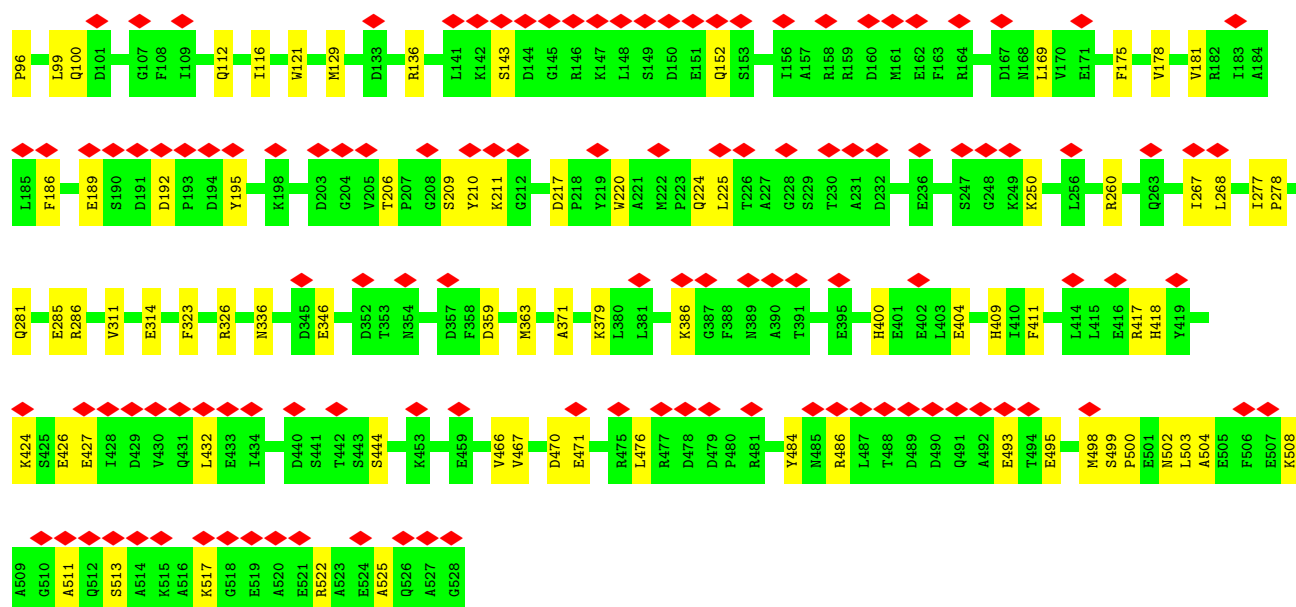 P96 L99 Q100 D101 G107 F108 I109 Q112 I116 W121 M129 D133 R136 L141 K142 S143 D144 G145 R146 K147 L148 S149 D150 E151 Q152 S153 I156 A157 R158 R159 D160 M161 E162 F163 R164 D167 N168 L169 V170 E171 F175 V178 V181 R182 I183 A184
L185 F186 E189 S190 D191 D192 P193 D194 Y195 K198 D203 G204 V205 T206 P207 G208 S209 Y210 K211 G212 D217 P218 Y219 W220 A221 M222 P223 Q224 L225 T226 A227 G228 S229 T230 A231 D232 E236 S247 G248 K249 K250 L256 R260 Q263 I267 L268 I277 P278
Q281 E285 R286 V311 E314 F323 R326 N336 D345 E346 D352 T353 N354 D357 F358 D359 M363 A371 K379 L380 L381 K386 G387 F388 N389 A390 T391 E395 H400 E401 E402 L403 E404 H409 I410 F411 L414 L415 E416 R417 H418 Y419
K424 S425 E426 E427 I428 D429 V430 Q431 L432 E433 I434 D440 S441 T442 S443 S444 K453 E459 V466 V467 D470 E471 R475 L476 R477 D478 D479 P480 R481 Y484 N485 R486 L487 T488 D489 D490 Q491 A492 E493 T494 E495 M498 S499 P500 E501 N502 L503 A504 E505 F506 E507 K508
A509 G510 A511 Q512 S513 A514 K515 A516 K517 G518 E519 A520 E521 R522 A523 E524 A525 Q526 A527 G528